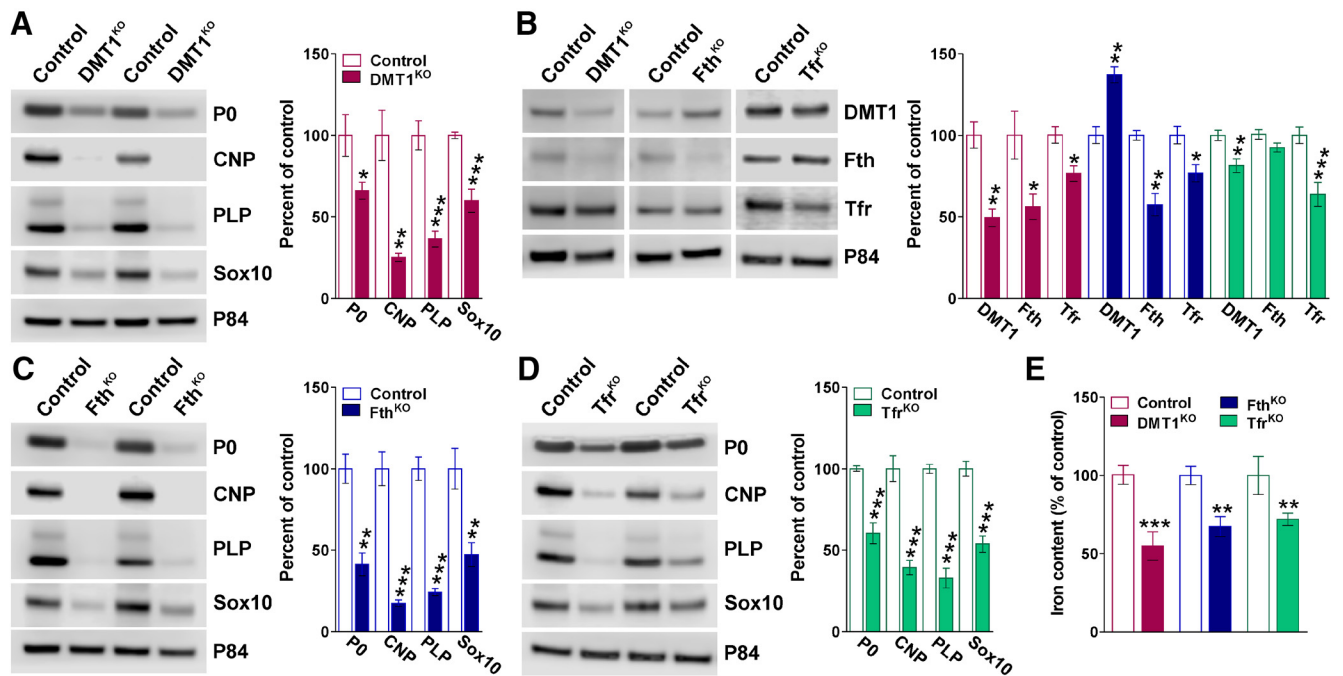 A
Control
DMT1KO
Control
DMT1KO
P0
CNP
PLP
Sox10
P84
Percent of control
150
100
50
0
Control
DMT1KO
*
**
***
***
P0
CNP
PLP
Sox10
B
Control
DMT1KO
Control
FthKO
Control
TfrKO
DMT1
Fth
Tfr
P84
Percent of control
150
100
50
0
*
*
*
**
**
*
**
***
DMT1
Fth
Tfr
DMT1
Fth
Tfr
DMT1
Fth
Tfr
C
Control
FthKO
Control
FthKO
P0
CNP
PLP
Sox10
P84
Percent of control
150
100
50
0
Control
FthKO
**
***
***
**
P0
CNP
PLP
Sox10
D
Control
TfrKO
Control
TfrKO
P0
CNP
PLP
Sox10
P84
Percent of control
150
100
50
0
Control
TfrKO
***
***
***
***
P0
CNP
PLP
Sox10
E
Iron content (% of control)
150
100
50
0
Control
DMT1KO
FthKO
TfrKO
***
**
**